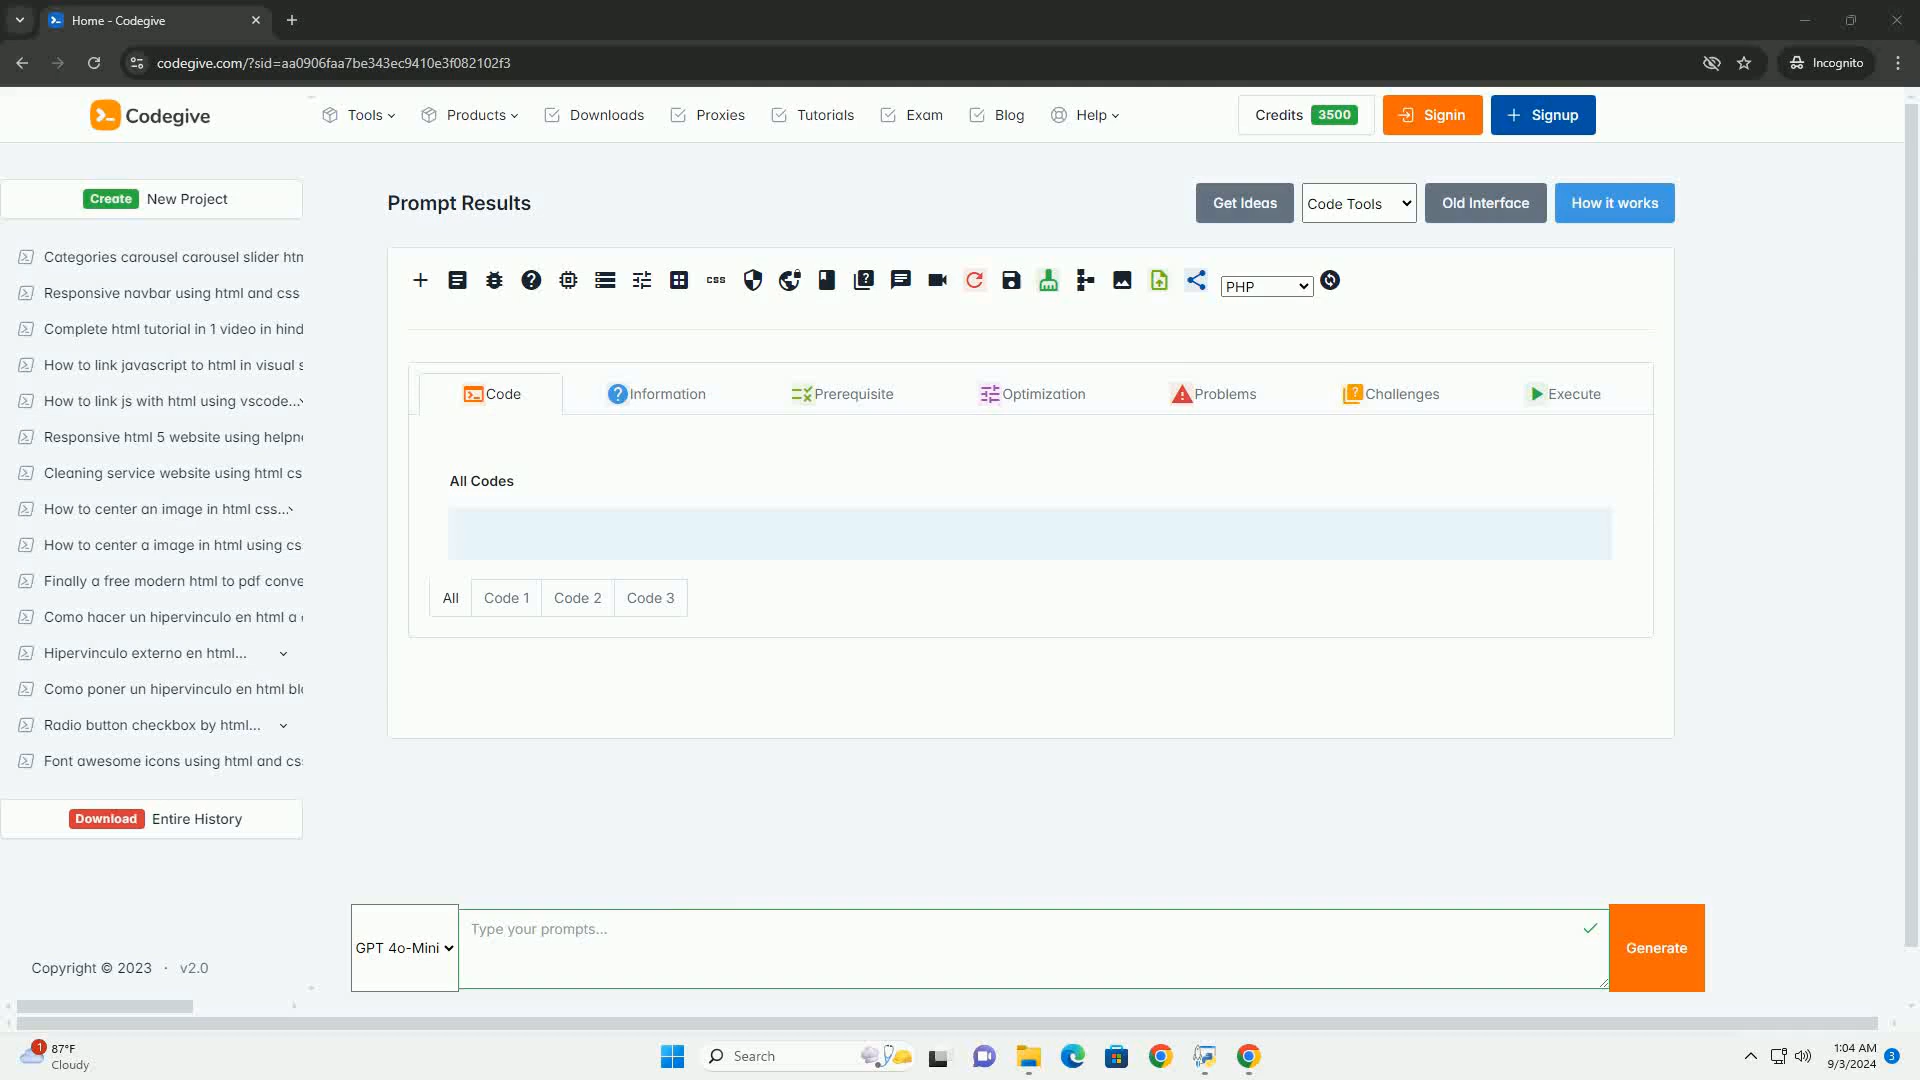 Home - Codegive
codegive.com/?sid=aa0906faa7be343ec9410e3f082102f3
Incognito
Codegive
Tools
Products
Downloads
Proxies
Tutorials
Exam
Blog
Help
Credits 3500
Signin
Signup
Create New Project
Categories carousel carousel slider htm
Responsive navbar using html and css
Complete html tutorial in 1 video in hind
How to link javascript to html in visual s
How to link js with html using vscode...
Responsive html 5 website using helpne
Cleaning service website using html cs
How to center an image in html css...
How to center a image in html using cs
Finally a free modern html to pdf conve
Como hacer un hipervinculo en html a
Hipervinculo externo en html...
Como poner un hipervinculo en html bl
Radio button checkbox by html...
Font awesome icons using html and cs
Download Entire History
Copyright © 2023 · v2.0
Prompt Results
Get Ideas
Code Tools
Old Interface
How it works
css
PHP
Code
Information
Prerequisite
Optimization
Problems
Challenges
Execute
All Codes
All
Code 1
Code 2
Code 3
GPT 4o-Mini
Type your prompts...
Generate
1
87°F
Cloudy
Search
1:04 AM
9/3/2024
3